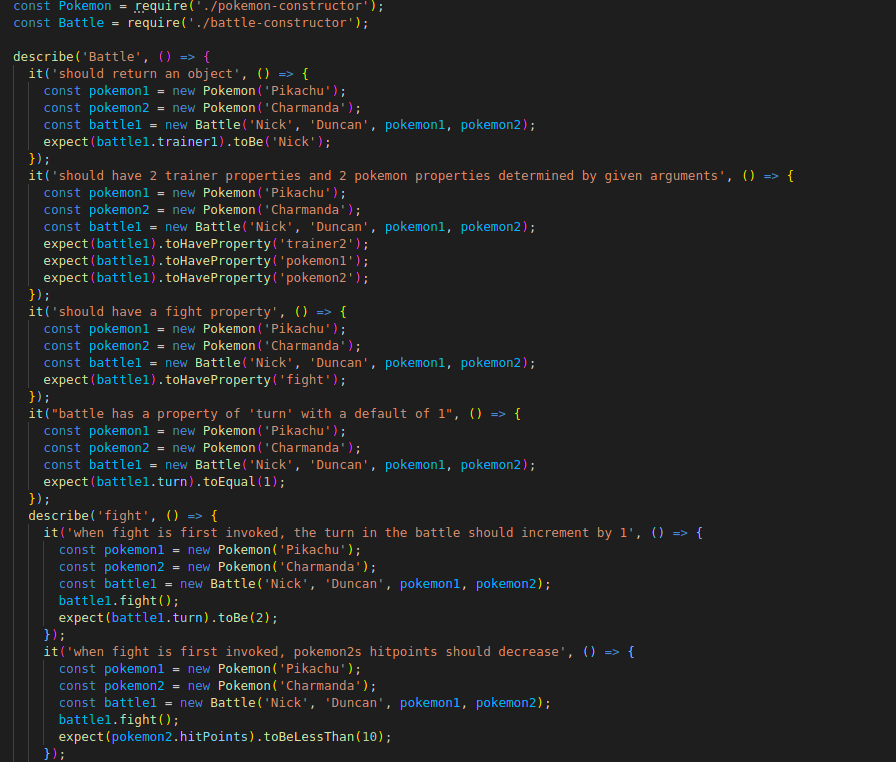 const Pokemon = require('./pokemon-constructor');
const Battle = require('./battle-constructor');

describe('Battle', () => {
  it('should return an object', () => {
    const pokemon1 = new Pokemon('Pikachu');
    const pokemon2 = new Pokemon('Charmanda');
    const battle1 = new Battle('Nick', 'Duncan', pokemon1, pokemon2);
    expect(battle1.trainer1).toBe('Nick');
  });
  it('should have 2 trainer properties and 2 pokemon properties determined by given arguments', () => {
    const pokemon1 = new Pokemon('Pikachu');
    const pokemon2 = new Pokemon('Charmanda');
    const battle1 = new Battle('Nick', 'Duncan', pokemon1, pokemon2);
    expect(battle1).toHaveProperty('trainer2');
    expect(battle1).toHaveProperty('pokemon1');
    expect(battle1).toHaveProperty('pokemon2');
  });
  it('should have a fight property', () => {
    const pokemon1 = new Pokemon('Pikachu');
    const pokemon2 = new Pokemon('Charmanda');
    const battle1 = new Battle('Nick', 'Duncan', pokemon1, pokemon2);
    expect(battle1).toHaveProperty('fight');
  });
  it("battle has a property of 'turn' with a default of 1", () => {
    const pokemon1 = new Pokemon('Pikachu');
    const pokemon2 = new Pokemon('Charmanda');
    const battle1 = new Battle('Nick', 'Duncan', pokemon1, pokemon2);
    expect(battle1.turn).toEqual(1);
  });
  describe('fight', () => {
    it('when fight is first invoked, the turn in the battle should increment by 1', () => {
      const pokemon1 = new Pokemon('Pikachu');
      const pokemon2 = new Pokemon('Charmanda');
      const battle1 = new Battle('Nick', 'Duncan', pokemon1, pokemon2);
      battle1.fight();
      expect(battle1.turn).toBe(2);
    });
    it('when fight is first invoked, pokemon2s hitpoints should decrease', () => {
      const pokemon1 = new Pokemon('Pikachu');
      const pokemon2 = new Pokemon('Charmanda');
      const battle1 = new Battle('Nick', 'Duncan', pokemon1, pokemon2);
      battle1.fight();
      expect(pokemon2.hitPoints).toBeLessThan(10);
    });